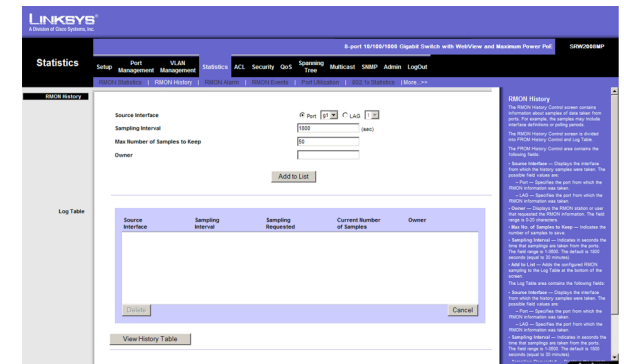 LINKSYS®
A Division of Cisco Systems, Inc.
8-port 10/100/1000 Gigabit Switch with WebView and Maximum Power PoE SRW2008MP
Statistics
Setup Port Management VLAN Management Statistics ACL Security QoS Spanning Tree Multicast SNMP Admin LogOut
RMON Statistics | RMON History | RMON Alarm | RMON Events | Port Utilization | 802.1x Statistics | More...>>
RMON History
Source Interface Port g1 LAG 1
Sampling Interval 1800 (sec)
Max Number of Samples to Keep 50
Owner
Add to List
Log Table
Source Interface Sampling Interval Sampling Requested Current Number of Samples Owner
Delete Cancel
View History Table
RMON History
The RMON History Control screen contains
information about samples of data taken from
ports. For example, the samples may include
interface definitions or polling periods.
The RMON History Control screen is divided
into RMON History Control and Log Table.
The RMON History Control area contains the
following fields:
- Source Interface — Displays the interface
from which the history samples were taken. The
possible field values are:
- Port — Specifies the port from which the
RMON information was taken.
- LAG — Specifies the port from which the
RMON information was taken.
- Owner — Displays the RMON station or user
that requested the RMON information. The field
range is 0-20 characters.
- Max No. of Samples to Keep — Indicates the
number of samples to save.
- Sampling Interval — Indicates in seconds the
time that samplings are taken from the ports.
The field range is 1-3600. The default is 1800
seconds (equal to 30 minutes).
- Add to List — Adds the configured RMON
sampling to the Log Table at the bottom of the
screen.
The Log Table area contains the following fields:
- Source Interface — Displays the interface
from which the history samples were taken. The
possible field values are:
- Port — Specifies the port from which the
RMON information was taken.
- LAG — Specifies the port from which the
RMON information was taken.
- Sampling Interval — Indicates in seconds the
time that samplings are taken from the ports.
The field range is 1-3600. The default is 1800
seconds (equal to 30 minutes).